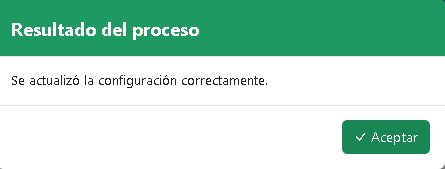 Resultado del proceso
Se actualizó la configuración correctamente.
Aceptar